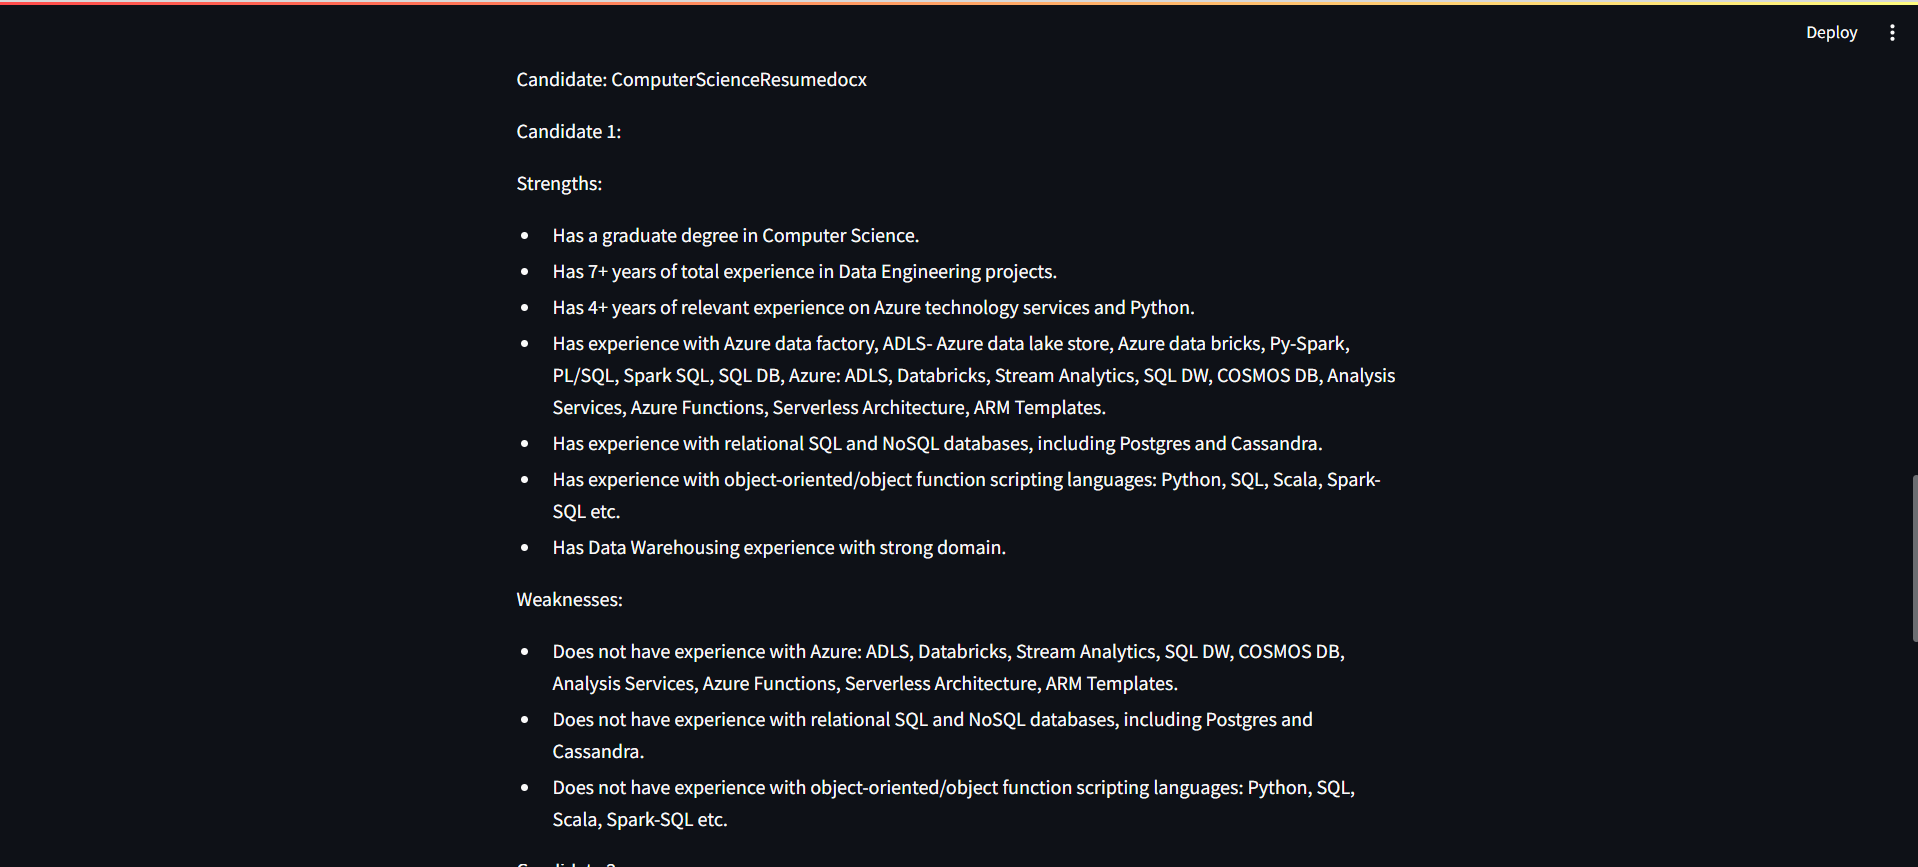 Deploy
Candidate: ComputerScienceResumedocx
Candidate 1:
Strengths:
• Has a graduate degree in Computer Science.
• Has 7+ years of total experience in Data Engineering projects.
• Has 4+ years of relevant experience on Azure technology services and Python.
• Has experience with Azure data factory, ADLS- Azure data lake store, Azure data bricks, Py-Spark,
PL/SQL, Spark SQL, SQL DB, Azure: ADLS, Databricks, Stream Analytics, SQL DW, COSMOS DB, Analysis
Services, Azure Functions, Serverless Architecture, ARM Templates.
• Has experience with relational SQL and NoSQL databases, including Postgres and Cassandra.
• Has experience with object-oriented/object function scripting languages: Python, SQL, Scala, Spark-
SQL etc.
• Has Data Warehousing experience with strong domain.
Weaknesses:
• Does not have experience with Azure: ADLS, Databricks, Stream Analytics, SQL DW, COSMOS DB,
Analysis Services, Azure Functions, Serverless Architecture, ARM Templates.
• Does not have experience with relational SQL and NoSQL databases, including Postgres and
Cassandra.
• Does not have experience with object-oriented/object function scripting languages: Python, SQL,
Scala, Spark-SQL etc.